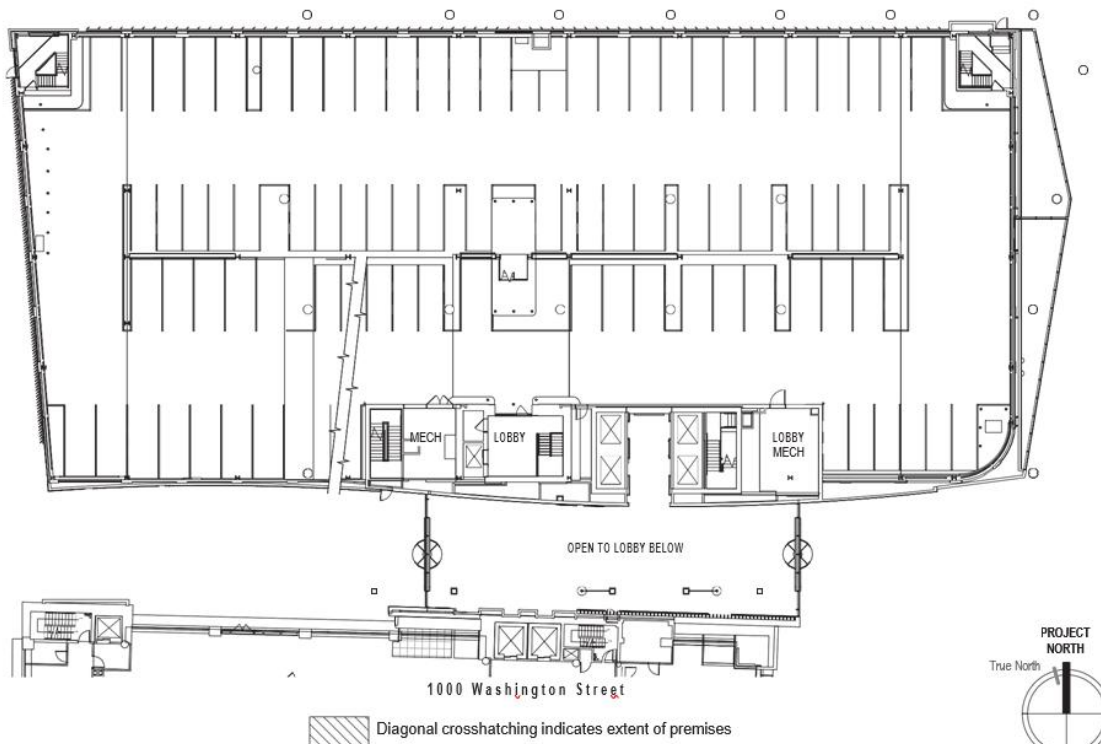 MECH
LOBBY
LOBBY
MECH
OPEN TO LOBBY BELOW
PROJECT
NORTH
True North
1000 Washington Street
Diagonal crosshatching indicates extent of premises